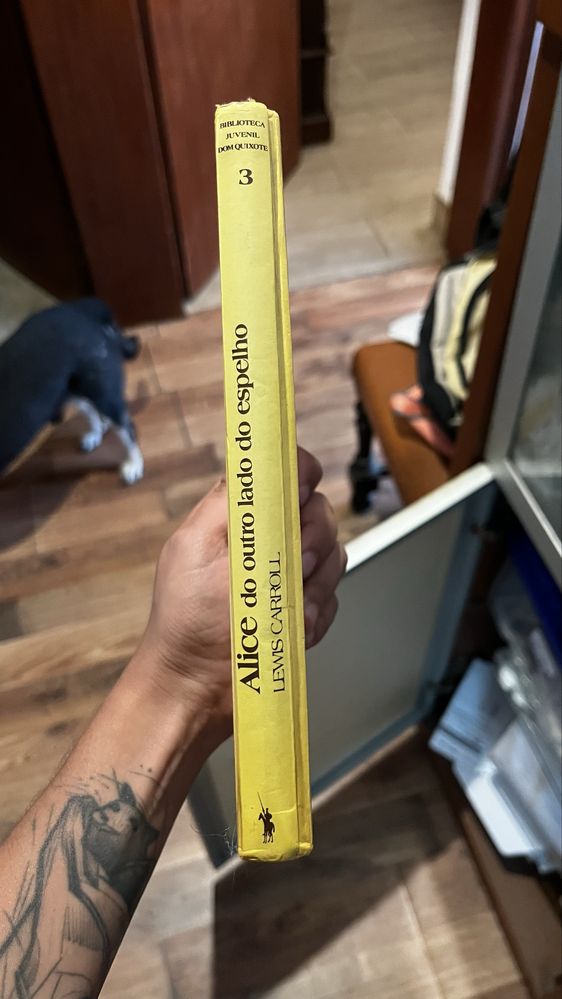 BIBLIOTECA
JUVENIL
DOM QUIXOTE
3
Alice do outro lado do espelho
LEWIS CARROLL